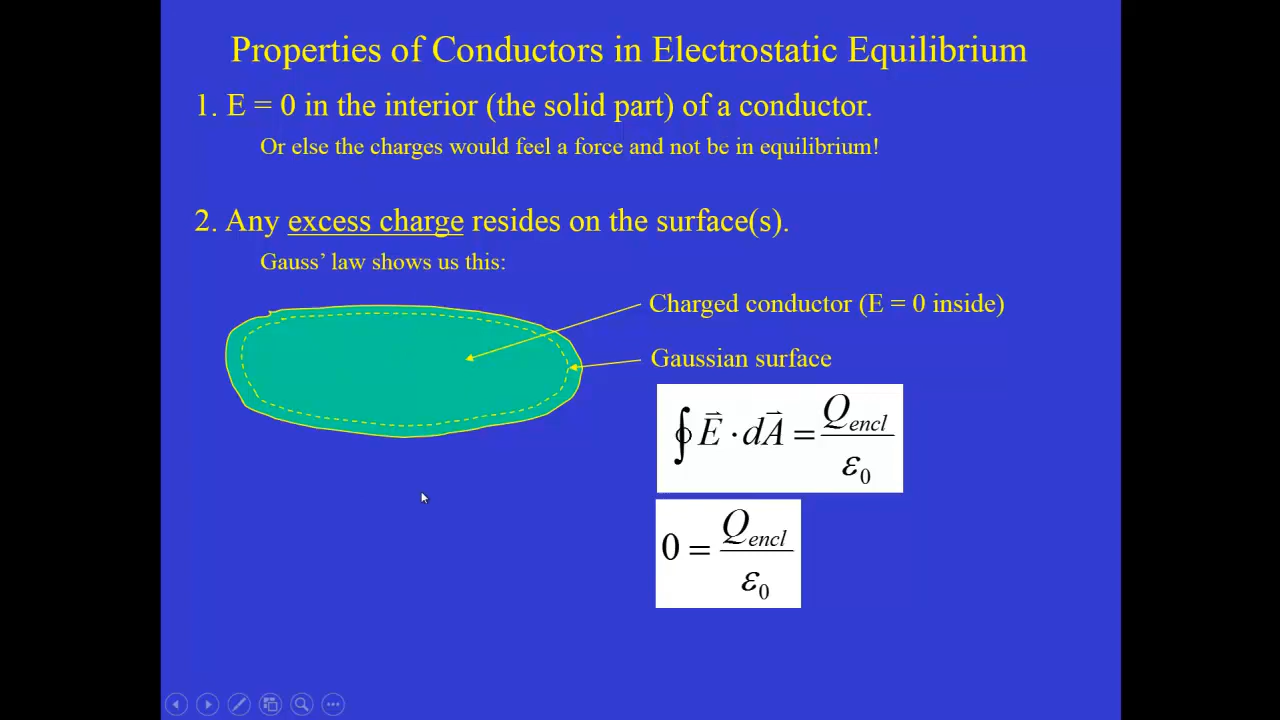 Properties of Conductors in Electrostatic Equilibrium
1. E = 0 in the interior (the solid part) of a conductor.
Or else the charges would feel a force and not be in equilibrium!
2. Any excess charge resides on the surface(s).
Gauss’ law shows us this:
Charged conductor (E = 0 inside)
Gaussian surface
∮ E⃗ · dA⃗ = Q_encl / ε₀
0 = Q_encl / ε₀